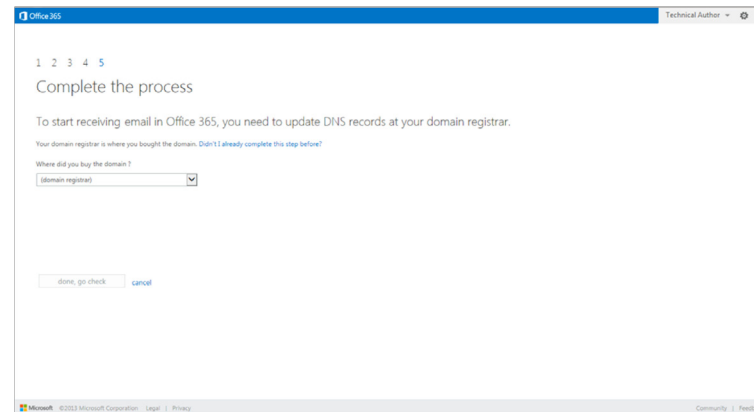 Office 365
Technical Author
1 2 3 4 5
Complete the process
To start receiving email in Office 365, you need to update DNS records at your domain registrar.
Your domain registrar is where you bought the domain. Didn't I already complete this step before?
Where did you buy the domain ?
(domain registrar)
done, go check cancel
Microsoft ©2013 Microsoft Corporation Legal | Privacy
Community | Feedb